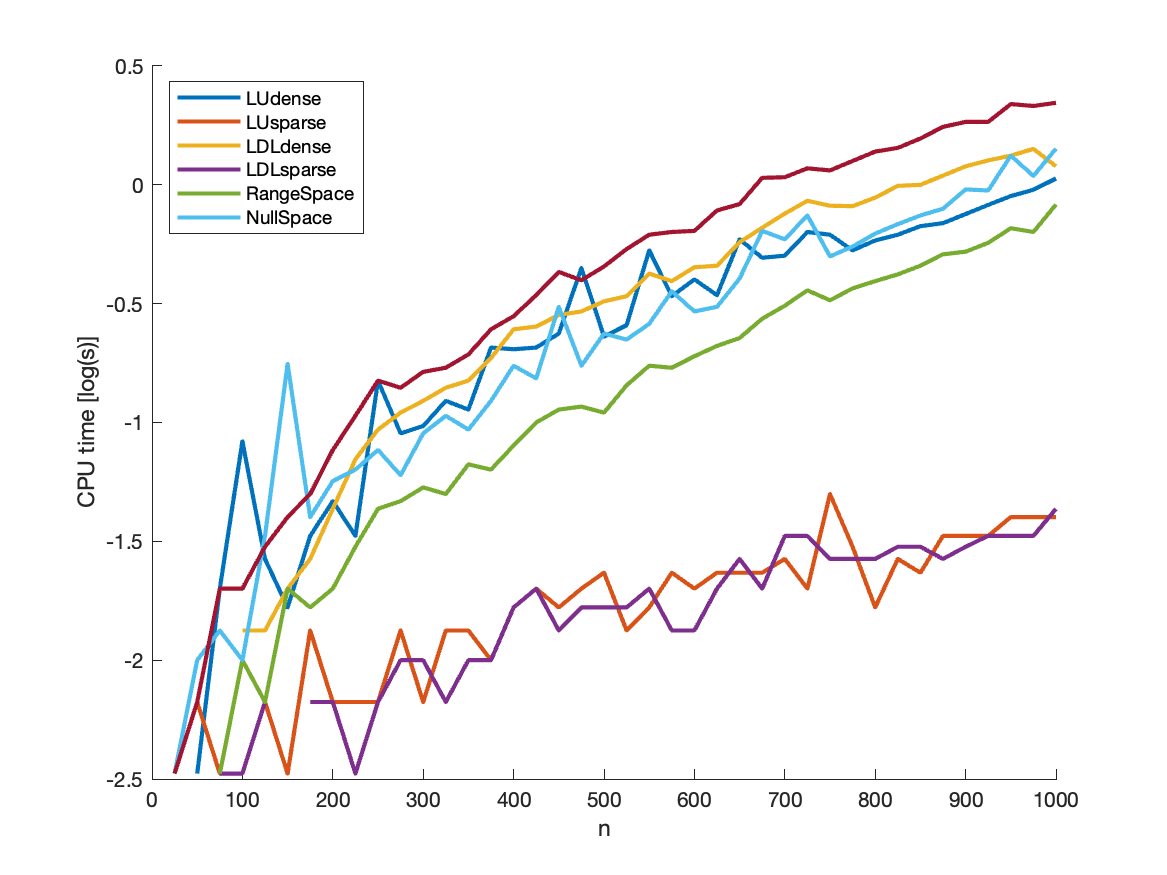 0.5
LUdense
LUsparse
LDLdense
LDLsparse
RangeSpace
NullSpace
0
-0.5
-1
-1.5
-2
-2.5
CPU time [log(s)]
0 100 200 300 400 500 600 700 800 900 1000
n